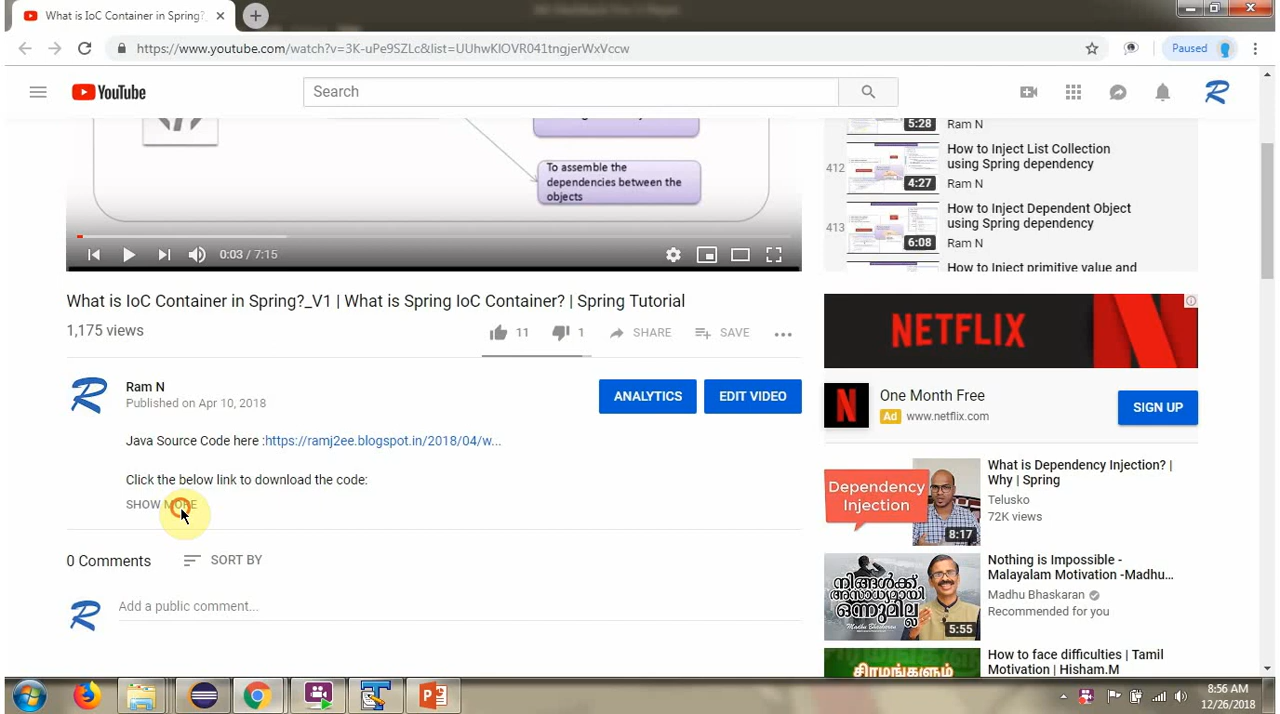 What is IoC Container in Spring?
https://www.youtube.com/watch?v=3K-uPe9SZLc&list=UUhwKlOVR041tngjerWxVccw
Paused
YouTube
Search
To assemble the
dependencies between the
objects
0:03 / 7:15
What is IoC Container in Spring?_V1 | What is Spring IoC Container? | Spring Tutorial
1,175 views
11
1
SHARE
SAVE
Ram N
Published on Apr 10, 2018
ANALYTICS
EDIT VIDEO
Java Source Code here :https://ramj2ee.blogspot.in/2018/04/w...
Click the below link to download the code:
SHOW MORE
0 Comments
SORT BY
Add a public comment...
5:28
Ram N
412
4:27
How to Inject List Collection
using Spring dependency
Ram N
413
6:08
How to Inject Dependent Object
using Spring dependency
Ram N
How to Inject primitive value and
NETFLIX
N
One Month Free
Ad www.netflix.com
SIGN UP
Dependency
Injection
8:17
What is Dependency Injection? |
Why | Spring
Telusko
72K views
നിങ്ങൾക്ക്
അസാധ്യമായി
ഒന്നുമില്ല!
5:55
Nothing is Impossible -
Malayalam Motivation -Madhu...
Madhu Bhaskaran
Recommended for you
சிரமங்களும்
How to face difficulties | Tamil
Motivation | Hisham.M
8:56 AM
12/26/2018